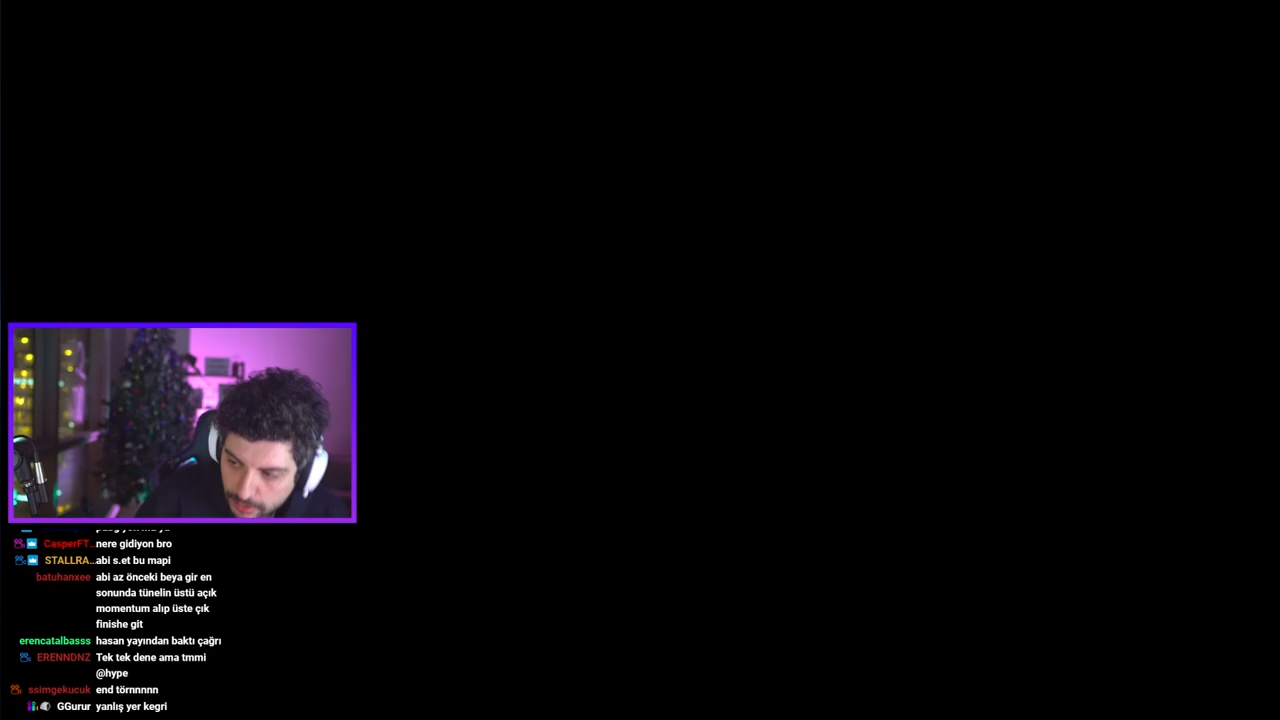 CasperFT... nere gidiyon bro
STALLRA... abi s.et bu mapi
batuhanxee abi az önceki beya gir en
sonunda tünelin üstü açık
momentum alıp üste çık
finishe git
erencatalbasss hasan yayından baktı çağrı
ERENNDNZ Tek tek dene ama tmmi
@hype
ssimgekucuk end törnnnnn
GGurur yanlış yer kegri